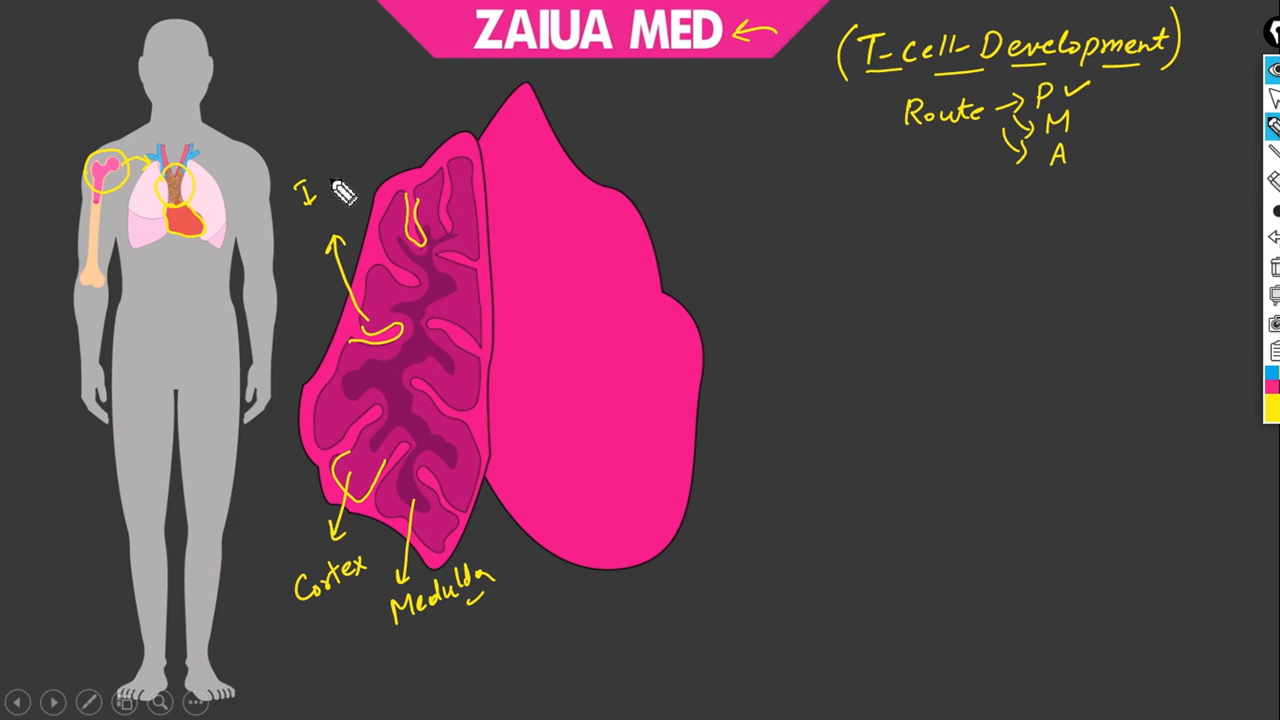 ZAIUA MED
(T-cell-Development)
Route → P ✓
M
A
I
Cortex
Medulla